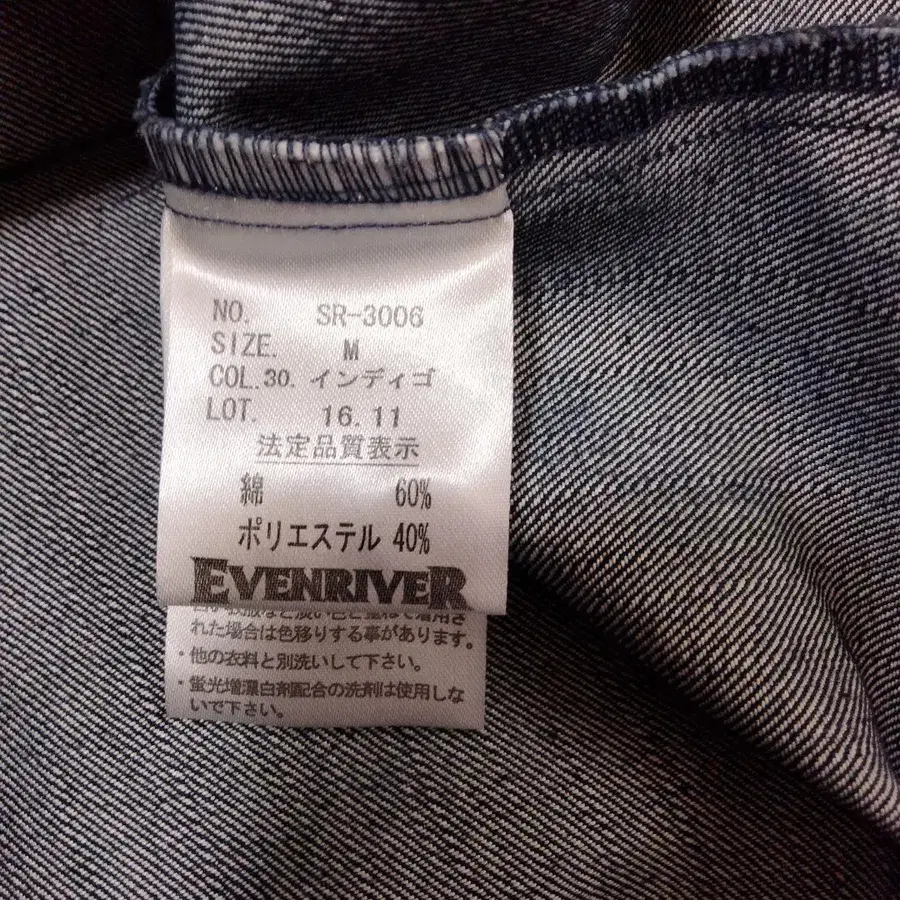 NO. SR-3006
SIZE. M
COL.30. インディゴ
LOT. 16.11
法定品質表示
綿 60%
ポリエステル 40%
EVENRIVER
れた場合は色移りする事があります。
・他の衣料と別洗いして下さい。
・蛍光増漂白剤配合の洗剤は使用しな
いで下さい。